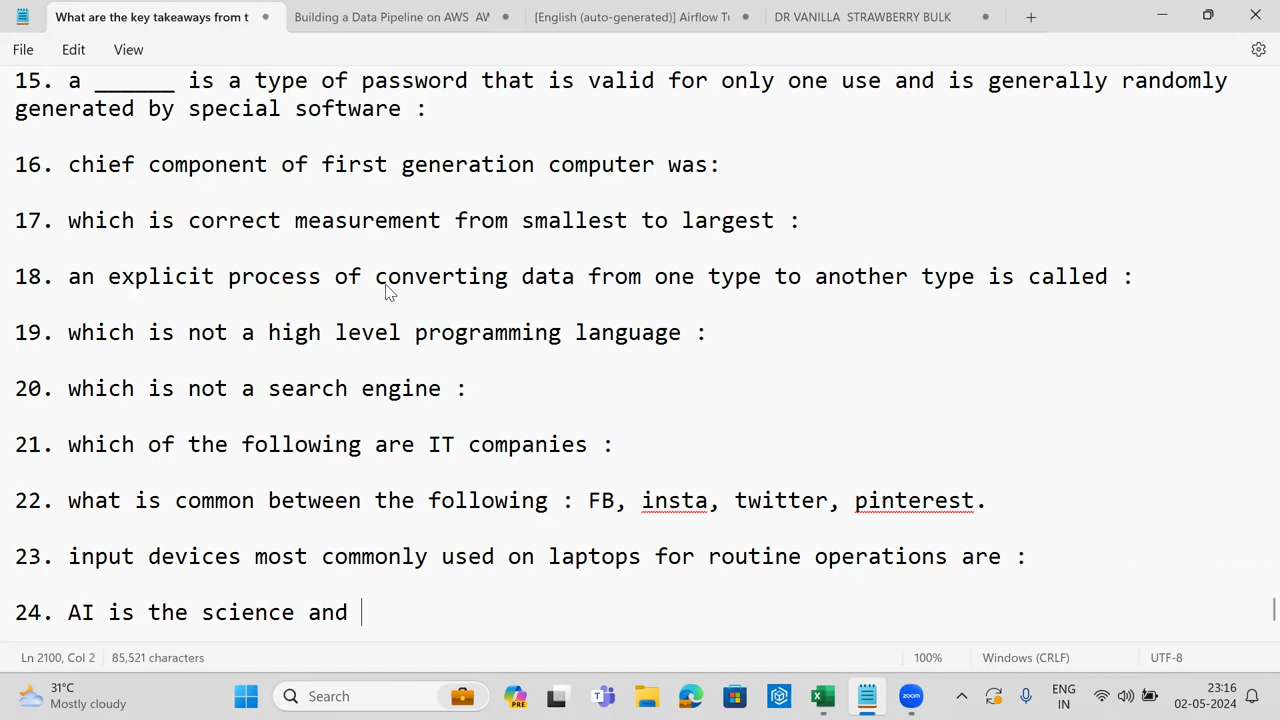 What are the key takeaways from t
Building a Data Pipeline on AWS AW
[English (auto-generated)] Airflow Tu
DR VANILLA STRAWBERRY BULK
File Edit View
15. a ______ is a type of password that is valid for only one use and is generally randomly
generated by special software :
16. chief component of first generation computer was:
17. which is correct measurement from smallest to largest :
18. an explicit process of converting data from one type to another type is called :
19. which is not a high level programming language :
20. which is not a search engine :
21. which of the following are IT companies :
22. what is common between the following : FB, insta, twitter, pinterest.
23. input devices most commonly used on laptops for routine operations are :
24. AI is the science and
Ln 2100, Col 2 85,521 characters 100% Windows (CRLF) UTF-8
31°C
Mostly cloudy
Search
PRE
zoom
ENG
IN
23:16
02-05-2024